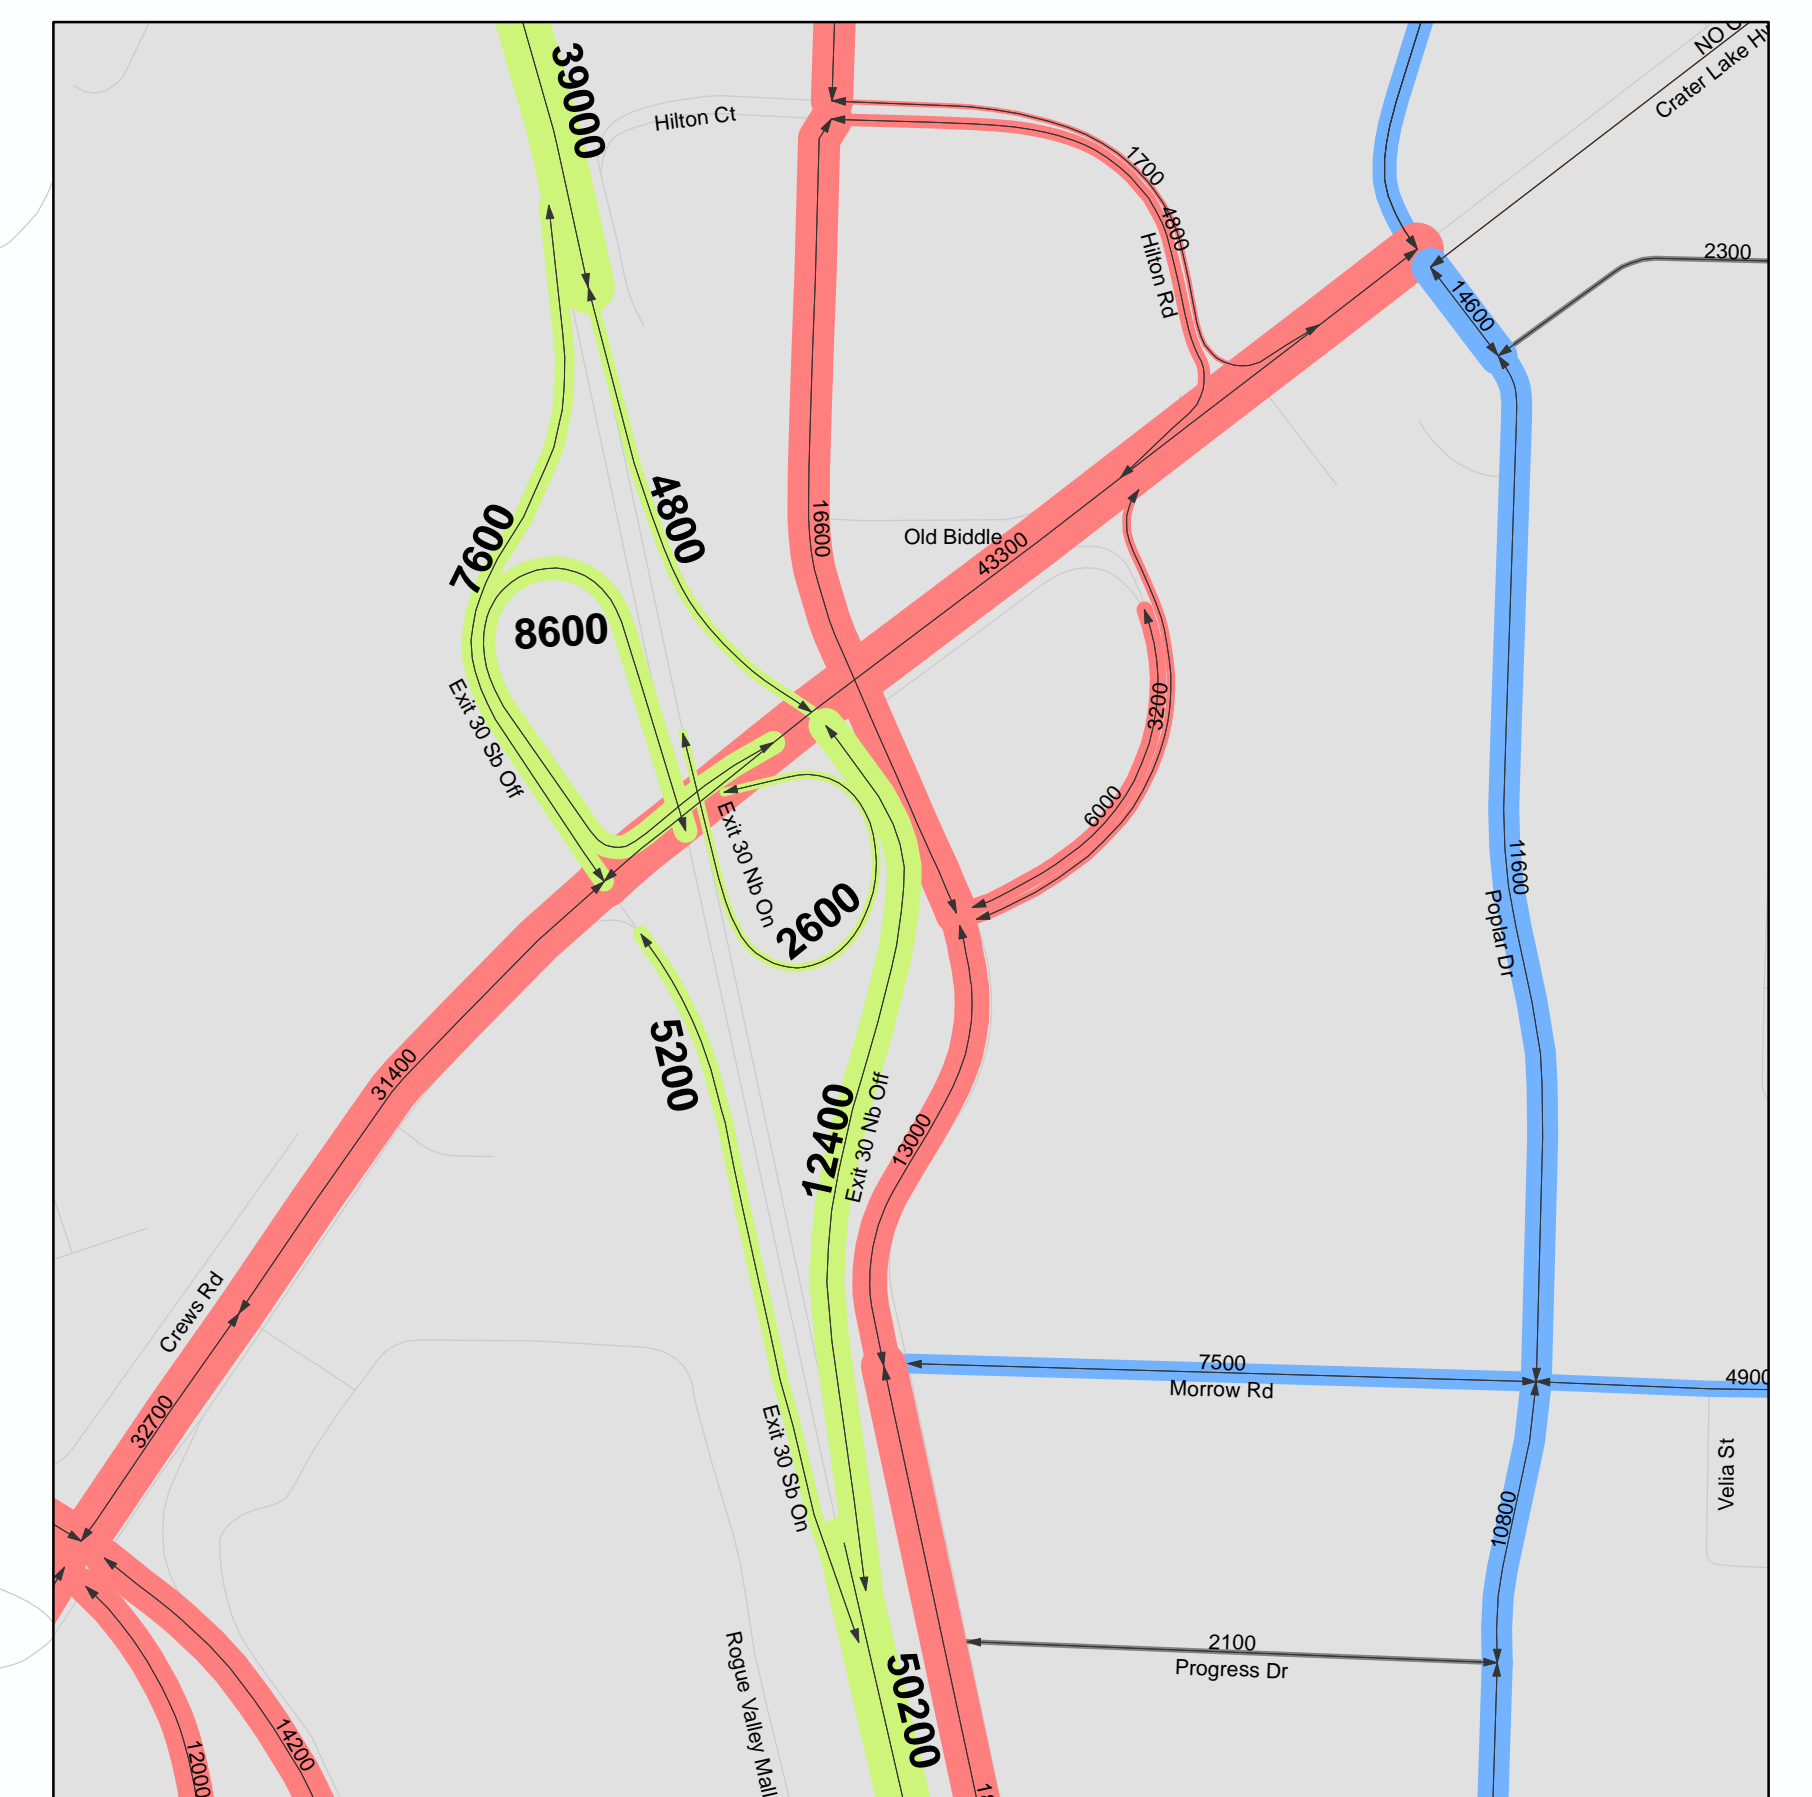 39000
NO
Crater Lake
Hilton Ct
1700
4800
Hilton Rd
2300
14600
7600
4800
16600
Old Biddle
43300
8600
Exit 30 Sb Off
3200
6000
Exit 30 Nb On
2600
11600
Poplar Dr
5200
31400
12400
Exit 30 Nb Off
13000
Crews Rd
7500
Morrow Rd
4900
32700
Exit 30 Sb On
Velia St
10800
2100
Progress Dr
50200
Rogue Valley Mall
14200
12000